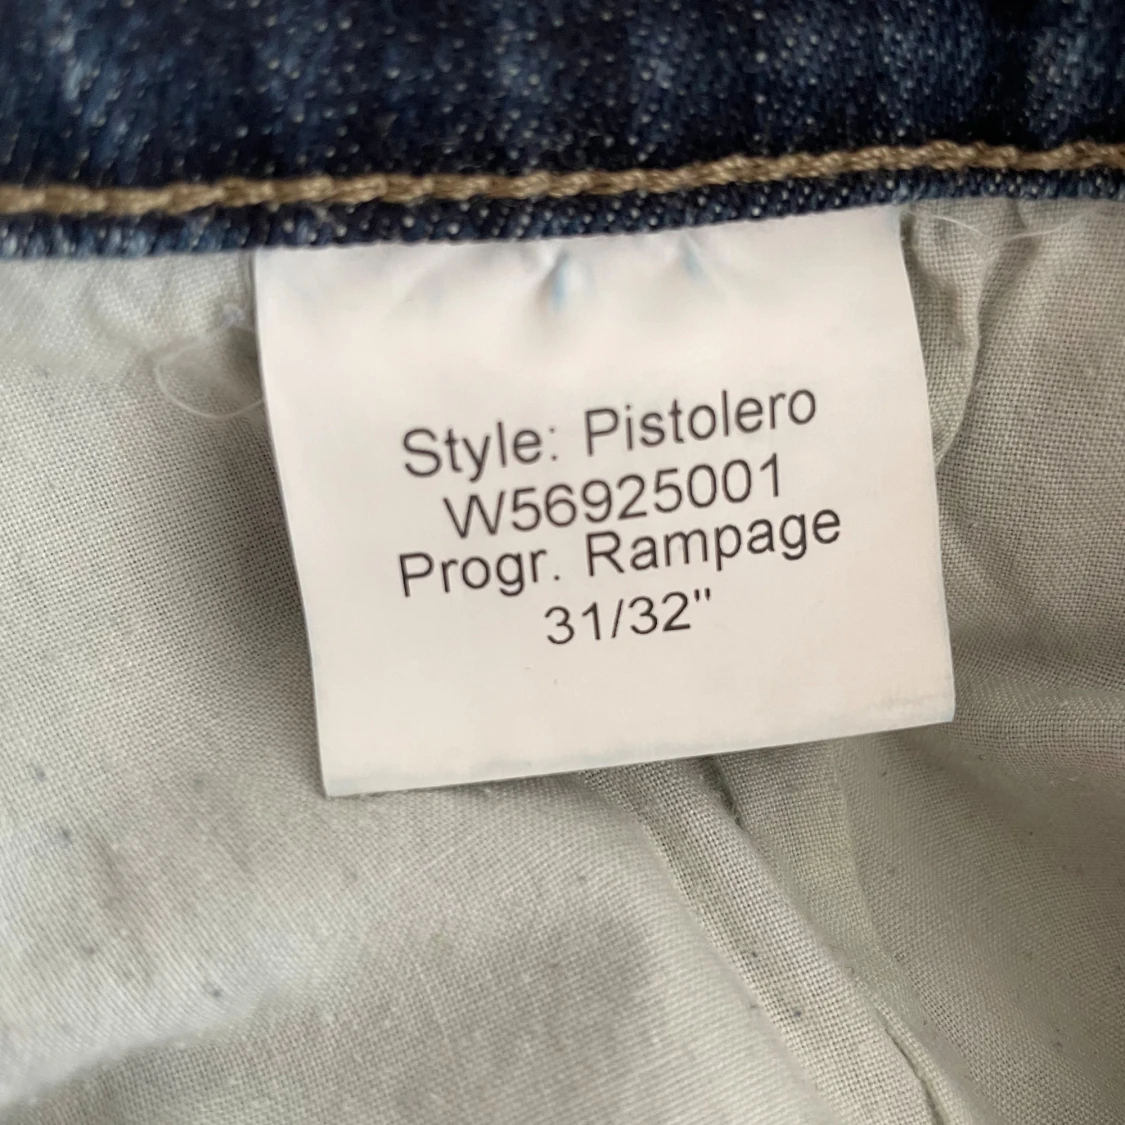 Style: Pistolero
W56925001
Progr. Rampage
31/32"